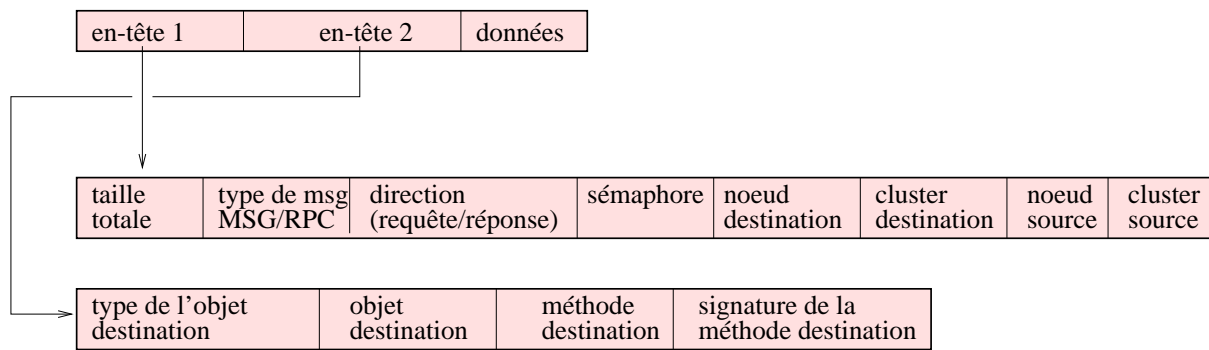 en-tête 1 en-tête 2 données
taille type de msg direction sémaphore noeud cluster noeud cluster
totale MSG/RPC (requête/réponse) destination destination source source
type de l'objet objet méthode signature de la
destination destination destination méthode destination